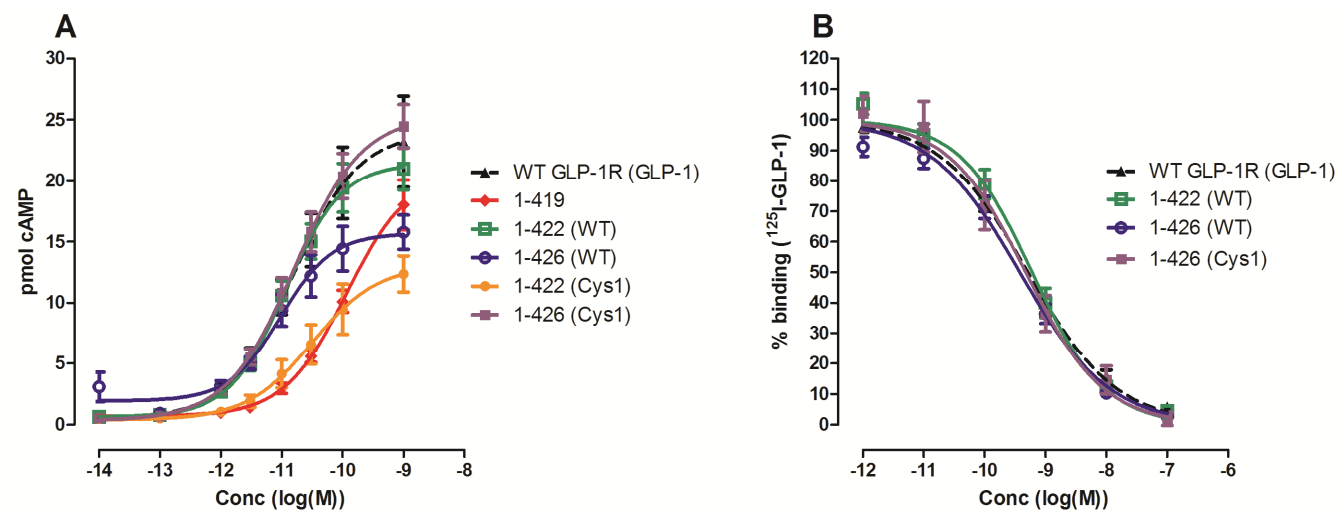 A
30
25
20
15
10
5
0
pmol cAMP
-14 -13 -12 -11 -10 -9 -8
Conc (log(M))
WT GLP-1R (GLP-1)
1-419
1-422 (WT)
1-426 (WT)
1-422 (Cys1)
1-426 (Cys1)
B
120
110
100
90
80
70
60
50
40
30
20
10
0
% binding (¹²⁵I-GLP-1)
-12 -11 -10 -9 -8 -7 -6
Conc (log(M))
WT GLP-1R (GLP-1)
1-422 (WT)
1-426 (WT)
1-426 (Cys1)